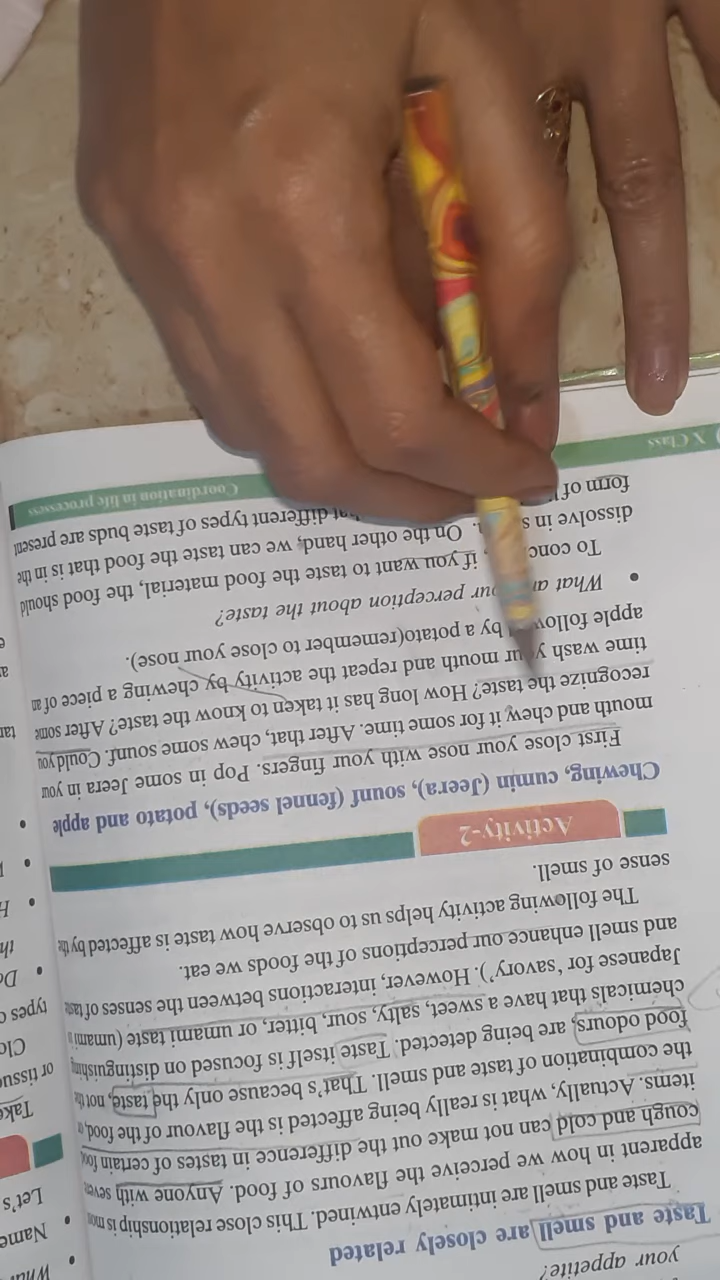 your appetite?
Taste and smell are closely related
Taste and smell are intimately entwined. This close relationship is most
apparent in how we perceive the flavours of food. Anyone with severe
cough and cold can not make out the difference in tastes of certain food
items. Actually, what is really being affected is the flavour of the food, or
the combination of taste and smell. That's because only the taste, not the
food odours, are being detected. Taste itself is focused on distinguishing
chemicals that have a sweet, salty, sour, bitter, or umami taste (umami is
Japanese for 'savory'). However, interactions between the senses of taste
and smell enhance our perceptions of the foods we eat.
The following activity helps us to observe how taste is affected by the
sense of smell.
Activity-2
Chewing, cumin (Jeera), sounf (fennel seeds), potato and apple
First close your nose with your fingers. Pop in some Jeera in your
mouth and chew it for some time. After that, chew some sounf. Could you
recognize the taste? How long has it taken to know the taste? After some
time wash your mouth and repeat the activity by chewing a piece of an
apple followed by a potato(remember to close your nose).
• What are our perception about the taste?
To if you want to taste the food material, the food should
dissolve in On the other hand, we can taste the food that is in the
form of different types of taste buds are present
X Class Coordination in life processes
Name
Let's
Take
or tissu
Clo
types o
• Do
th
• H